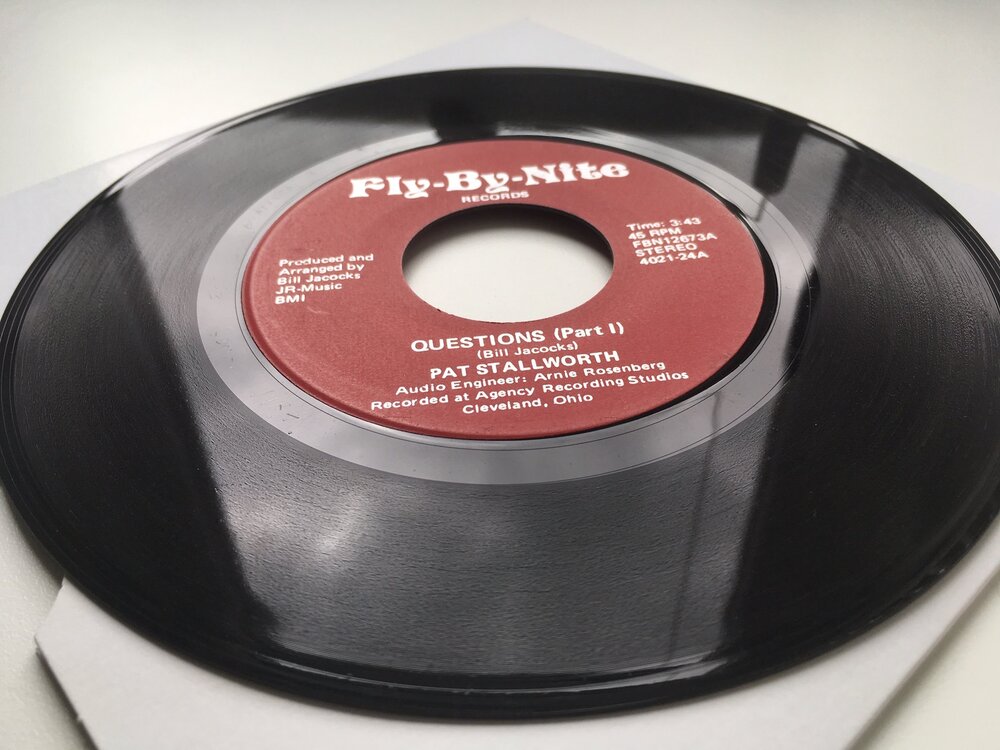 Fly-By-Nite
RECORDS
Produced and
Arranged by
Bill Jacocks
JR-Music
BMI
Time: 3:43
45 RPM
FBN12673A
STEREO
4021-24A
QUESTIONS (Part I)
(Bill Jacocks)
PAT STALLWORTH
Audio Engineer: Arnie Rosenberg
Recorded at Agency Recording Studios
Cleveland, Ohio